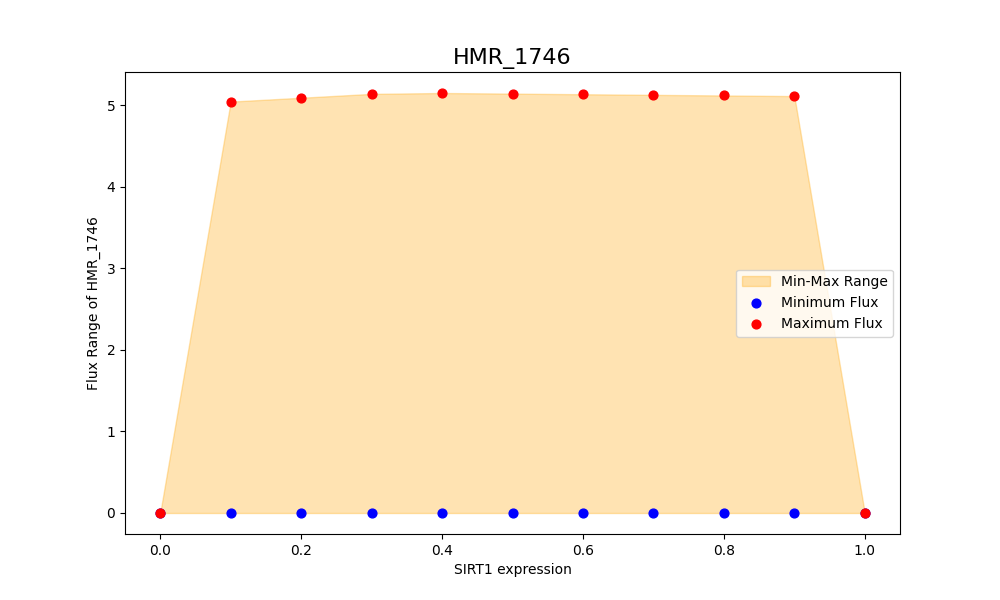 HMR_1746
5
4
3
2
1
0
Flux Range of HMR_1746
Min-Max Range
Minimum Flux
Maximum Flux
0.0
0.2
0.4
0.6
0.8
1.0
SIRT1 expression